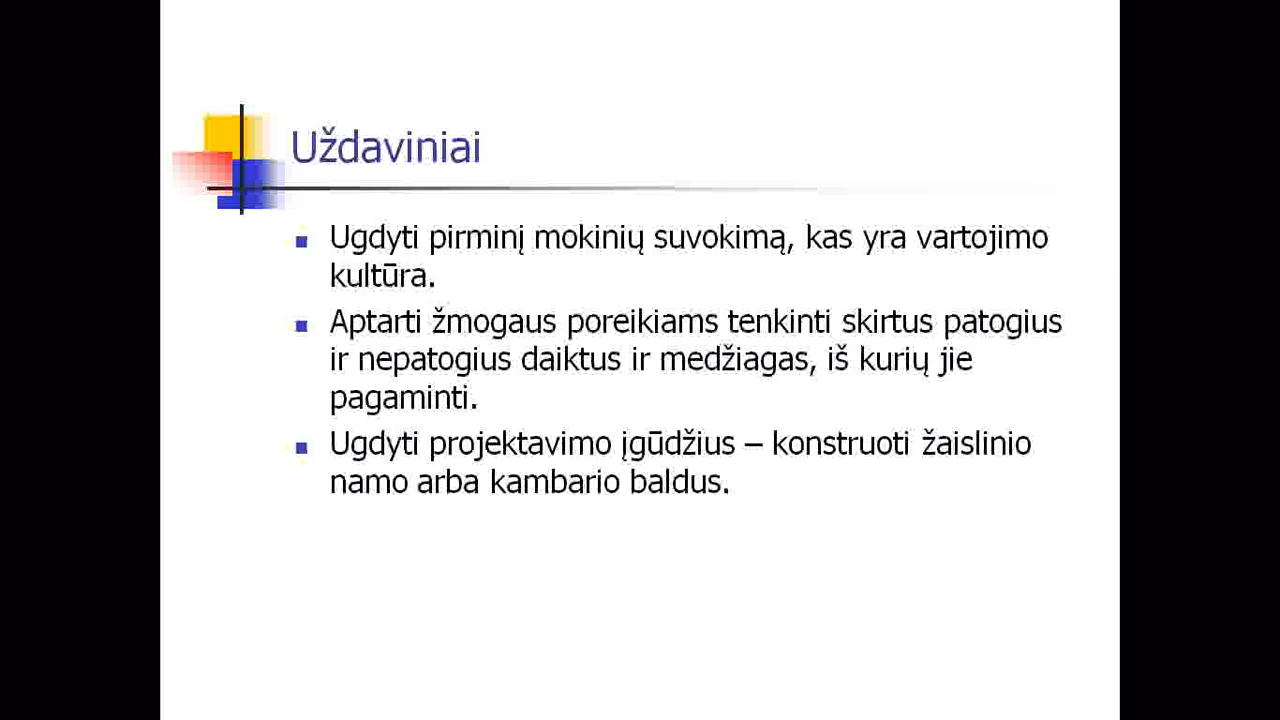 Uždaviniai
Ugdyti pirminį mokinių suvokimą, kas yra vartojimo
kultūra.
Aptarti žmogaus poreikiams tenkinti skirtus patogius
ir nepatogius daiktus ir medžiagas, iš kurių jie
pagaminti.
Ugdyti projektavimo įgūdžius – konstruoti žaislinio
namo arba kambario baldus.